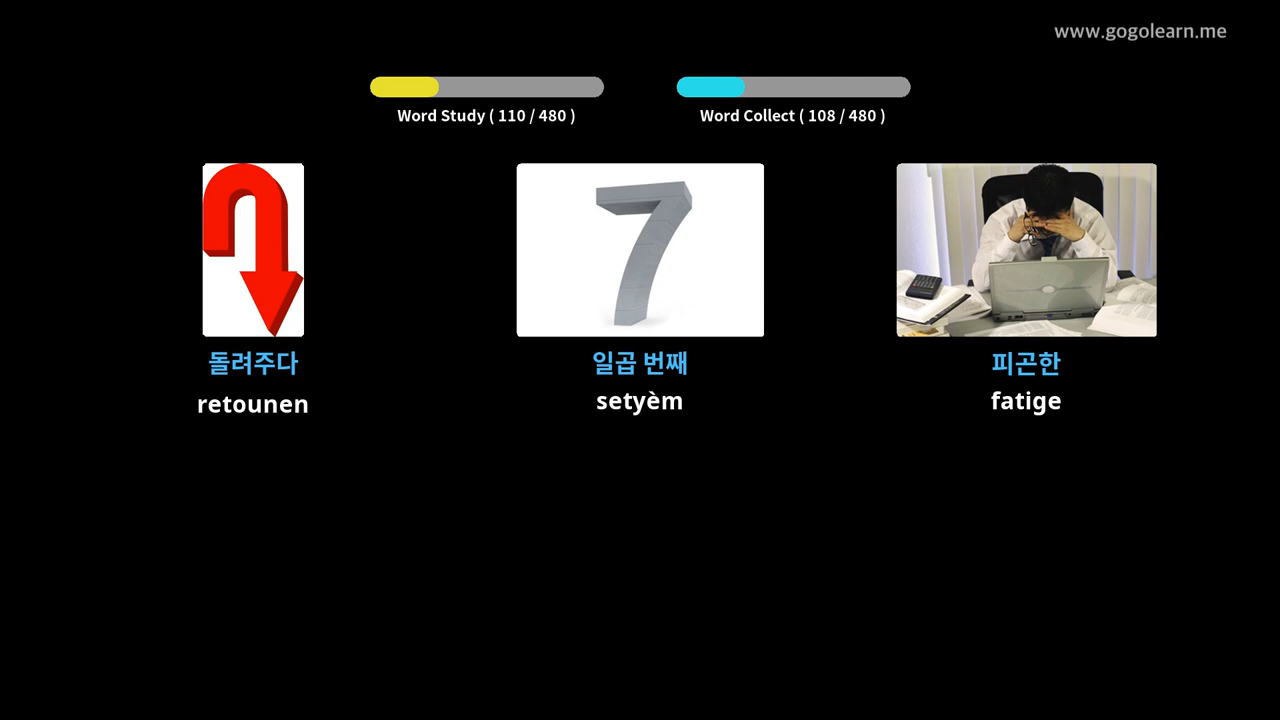 www.gogolearn.me
Word Study ( 110 / 480 )
Word Collect ( 108 / 480 )
돌려주다
retounen
일곱 번째
setyèm
피곤한
fatige